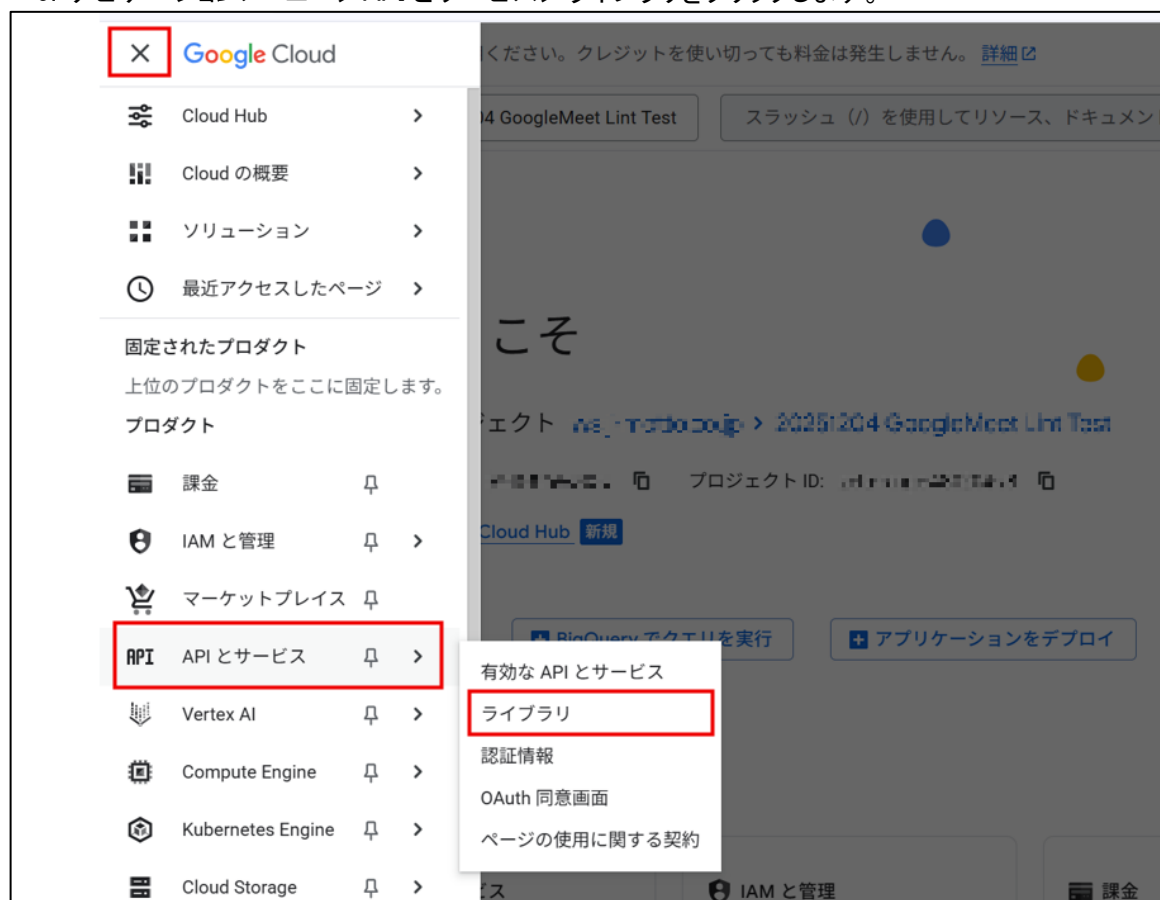 Google Cloud
ください。クレジットを使い切っても料金は発生しません。 詳細
Cloud Hub
04 GoogleMeet Lint Test
スラッシュ（/）を使用してリソース、ドキュメン
Cloud の概要
ソリューション
最近アクセスしたページ
こそ
固定されたプロダクト
上位のプロダクトをここに固定します。
プロダクト
ェクト > 20251204 GoogleMeet Lint Test
課金
プロジェクト ID:
IAM と管理
Cloud Hub 新規
マーケットプレイス
BigQuery でクエリを実行
アプリケーションをデプロイ
API API とサービス
有効な API とサービス
ライブラリ
認証情報
OAuth 同意画面
ページの使用に関する契約
Vertex AI
Compute Engine
Kubernetes Engine
Cloud Storage
IAM と管理
課金